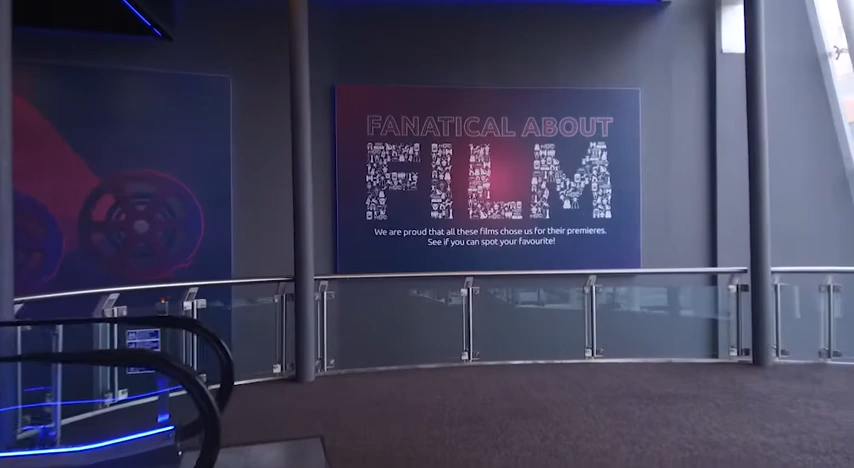 FANATICAL ABOUT
FILM
We are proud that all these films chose us for their premieres.
See if you can spot your favourite!